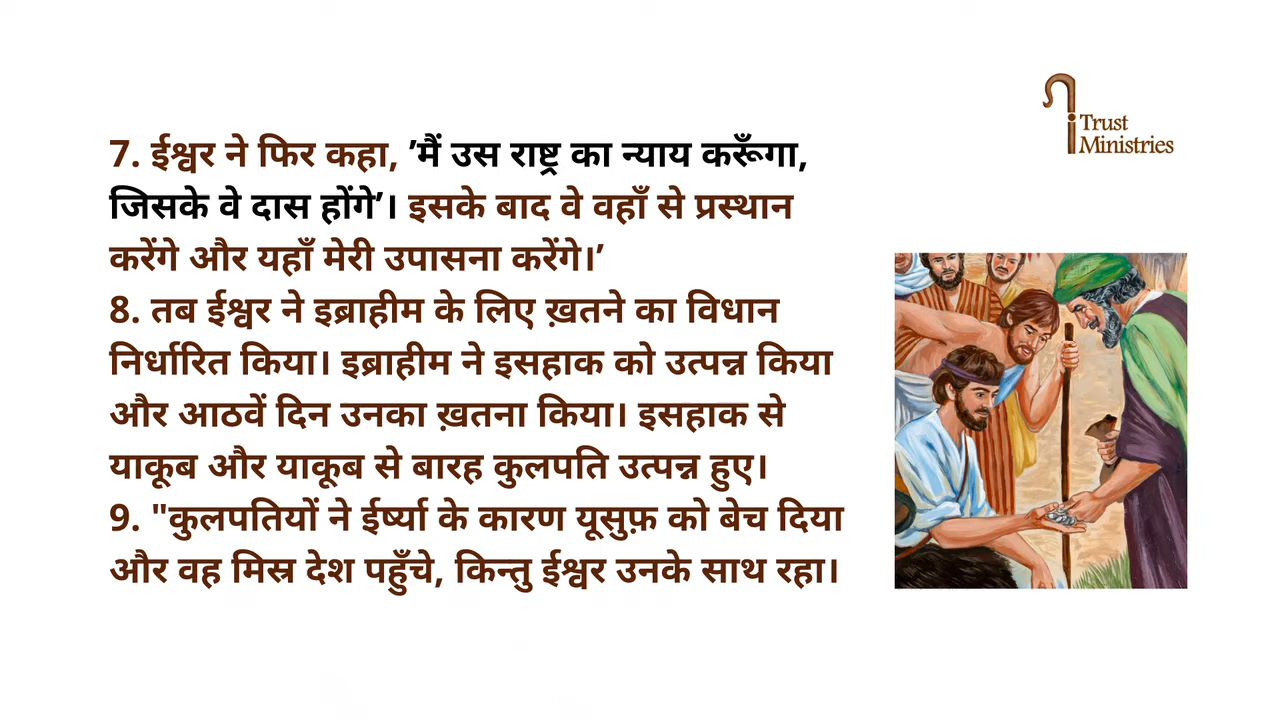 Trust
Ministries
7. ईश्वर ने फिर कहा, ’मैं उस राष्ट्र का न्याय करूँगा,
जिसके वे दास होंगे’। इसके बाद वे वहाँ से प्रस्थान
करेंगे और यहाँ मेरी उपासना करेंगे।’
8. तब ईश्वर ने इब्राहीम के लिए ख़तने का विधान
निर्धारित किया। इब्राहीम ने इसहाक को उत्पन्न किया
और आठवें दिन उनका ख़तना किया। इसहाक से
याकूब और याकूब से बारह कुलपति उत्पन्न हुए।
9. "कुलपतियों ने ईर्ष्या के कारण यूसुफ़ को बेच दिया
और वह मिस्र देश पहुँचे, किन्तु ईश्वर उनके साथ रहा।